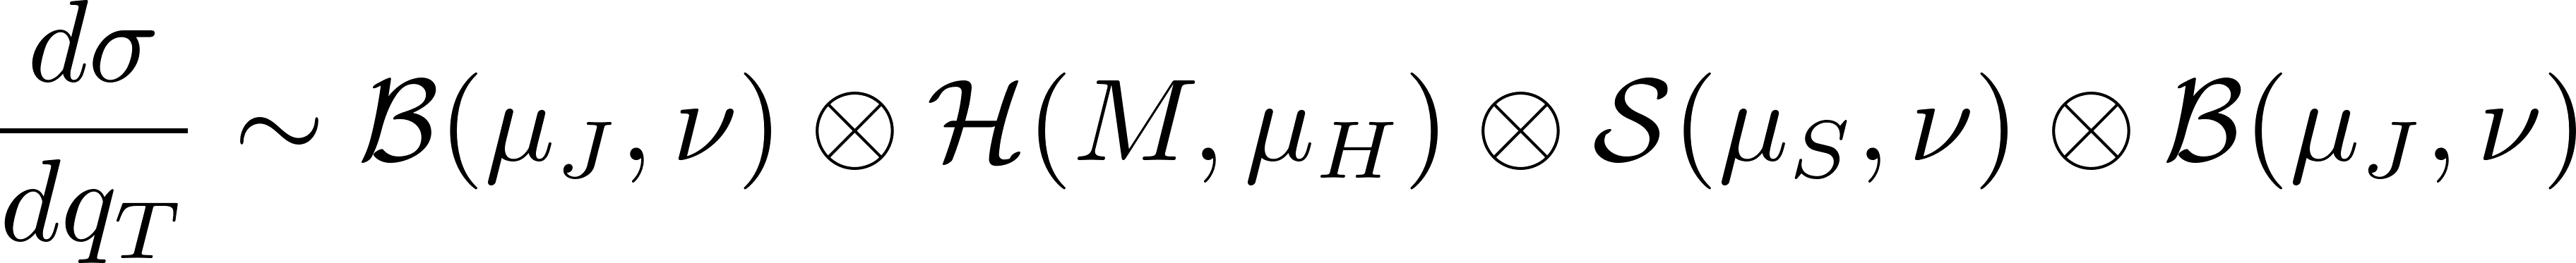 dσ/dq_T ∼ ℬ(μ_J, ν) ⊗ ℋ(M, μ_H) ⊗ 𝒮(μ_S, ν) ⊗ ℬ(μ_J, ν)